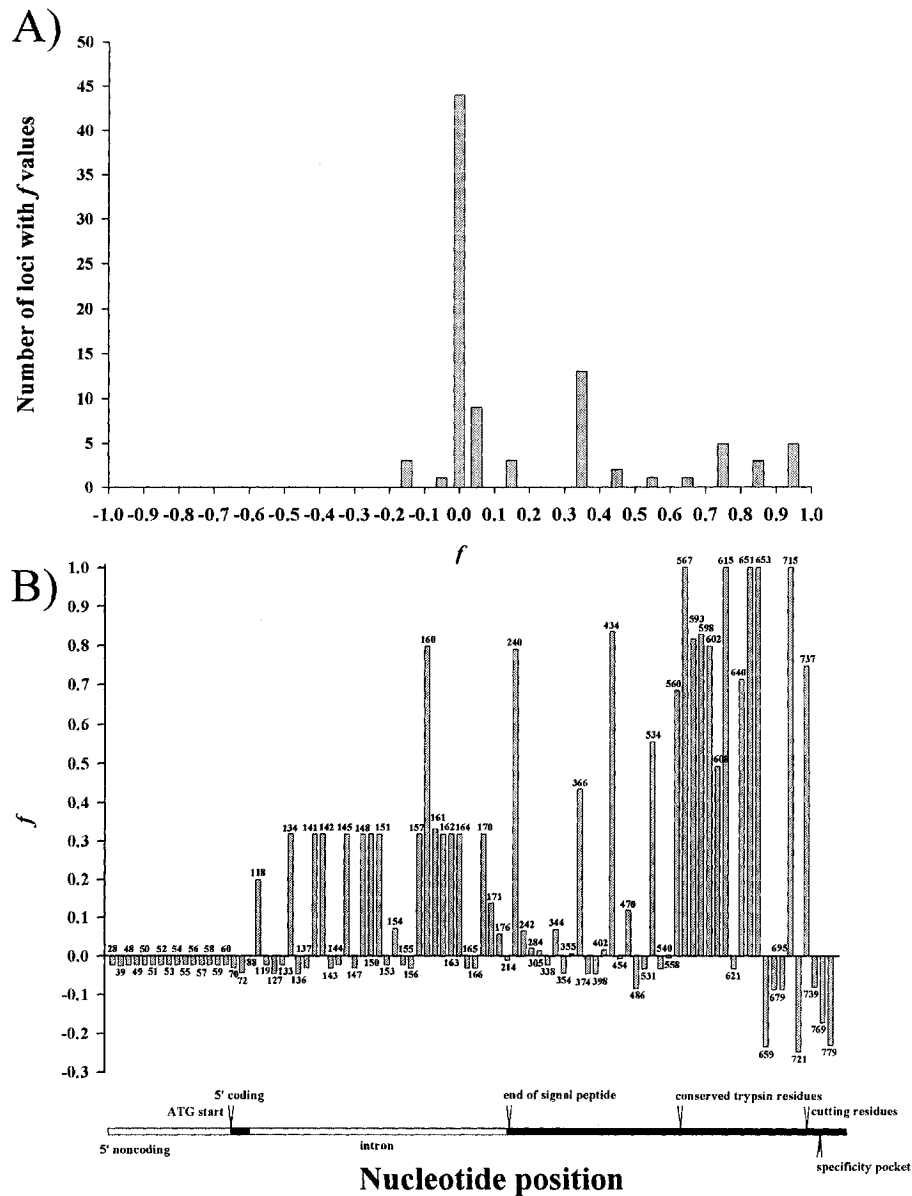 A)
Number of loci with f values
50
45
40
35
30
25
20
15
10
5
0
-1.0 -0.9 -0.8 -0.7 -0.6 -0.5 -0.4 -0.3 -0.2 -0.1 0.0 0.1 0.2 0.3 0.4 0.5 0.6 0.7 0.8 0.9 1.0
f
B)
f
1.0
0.9
0.8
0.7
0.6
0.5
0.4
0.3
0.2
0.1
0.0
-0.1
-0.2
-0.3
567 615 651 653 715
434 593 598 602
160 240 640 737
560
608
534
366
134 141 142 145 148 151 157 161 162 164 170
118
154 171 176 242 284 344 355 402 470
28 48 50 52 54 56 58 60 88 137 144 155 165 540 695
39 49 51 53 55 57 59 70 72 119 127 133 136 143 147 150 153 156 163 166 214 305 338 354 374 398 454 486 531 558 621 679 739
659 721 769 779
5' coding
ATG start
end of signal peptide
conserved trypsin residues
cutting residues
5' noncoding
intron
specificity pocket
Nucleotide position